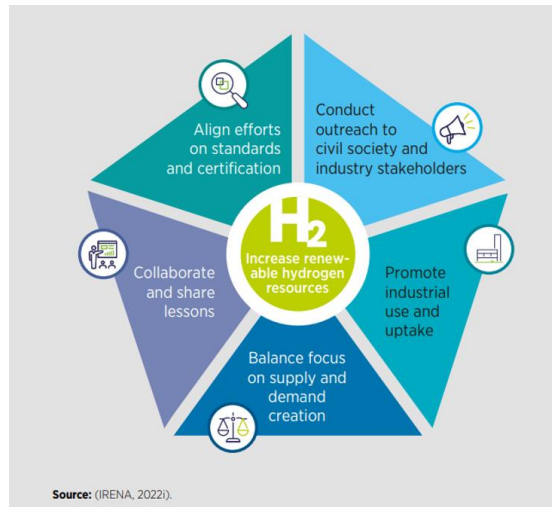 Align efforts
on standards
and certification
Conduct
outreach to
civil society and
industry stakeholders
H2
Increase renew-
able hydrogen
resources
Collaborate
and share
lessons
Promote
industrial
use and
uptake
Balance focus
on supply and
demand
creation
Source: (IRENA, 2022i).